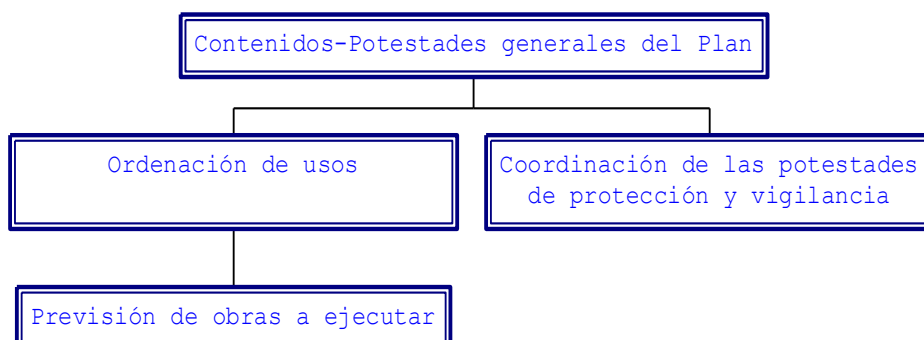 Contenidos-Potestades generales del Plan
Ordenación de usos
Coordinación de las potestades
de protección y vigilancia
Previsión de obras a ejecutar